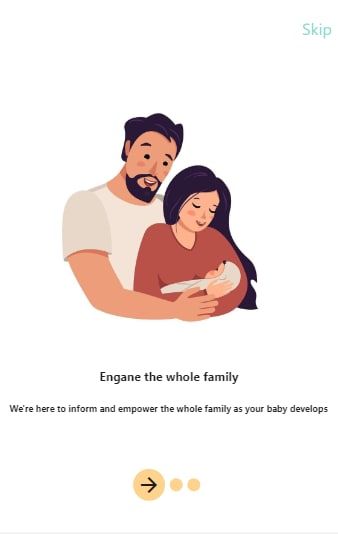 Skip
Engane the whole family
We're here to inform and empower the whole family as your baby develops